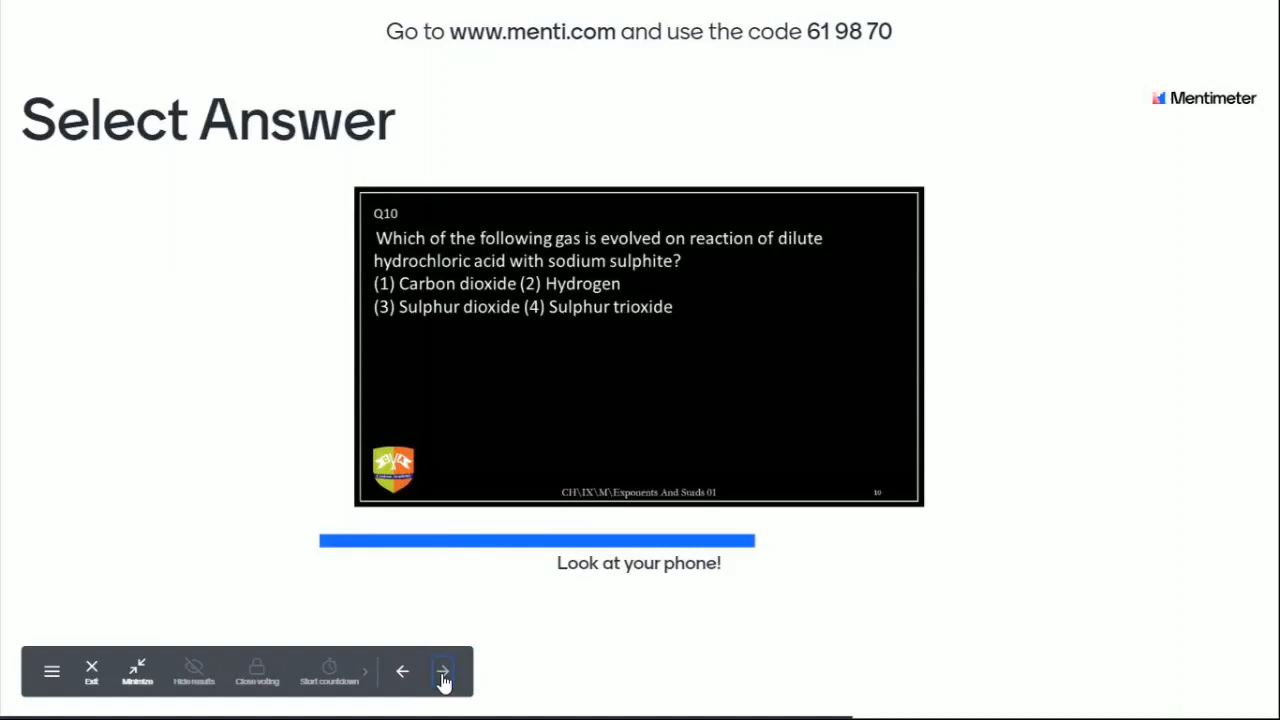 Go to www.menti.com and use the code 61 98 70
Mentimeter
Select Answer
Q10
Which of the following gas is evolved on reaction of dilute
hydrochloric acid with sodium sulphite?
(1) Carbon dioxide (2) Hydrogen
(3) Sulphur dioxide (4) Sulphur trioxide
CH\IX\M\Exponents And Surds 01
10
Look at your phone!
Exit
Minimize
Hide results
Close voting
Start countdown